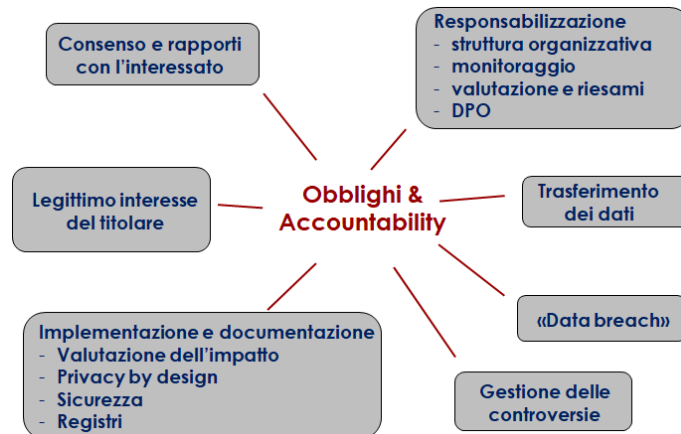 Consenso e rapporti
con l'interessato
Responsabilizzazione
- struttura organizzativa
- monitoraggio
- valutazione e riesami
- DPO
Legittimo interesse
del titolare
Obblighi &
Accountability
Trasferimento
dei dati
Implementazione e documentazione
- Valutazione dell'impatto
- Privacy by design
- Sicurezza
- Registri
«Data breach»
Gestione delle
controversie